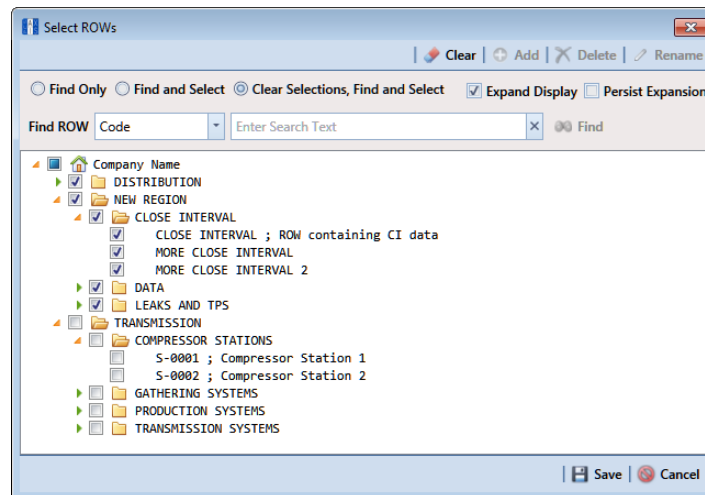 Select ROWs
Clear Add Delete Rename
Find Only Find and Select Clear Selections, Find and Select Expand Display Persist Expansion
Find ROW Code Enter Search Text Find
Company Name
DISTRIBUTION
NEW REGION
CLOSE INTERVAL
CLOSE INTERVAL ; ROW containing CI data
MORE CLOSE INTERVAL
MORE CLOSE INTERVAL 2
DATA
LEAKS AND TPS
TRANSMISSION
COMPRESSOR STATIONS
S-0001 ; Compressor Station 1
S-0002 ; Compressor Station 2
GATHERING SYSTEMS
PRODUCTION SYSTEMS
TRANSMISSION SYSTEMS
Save Cancel